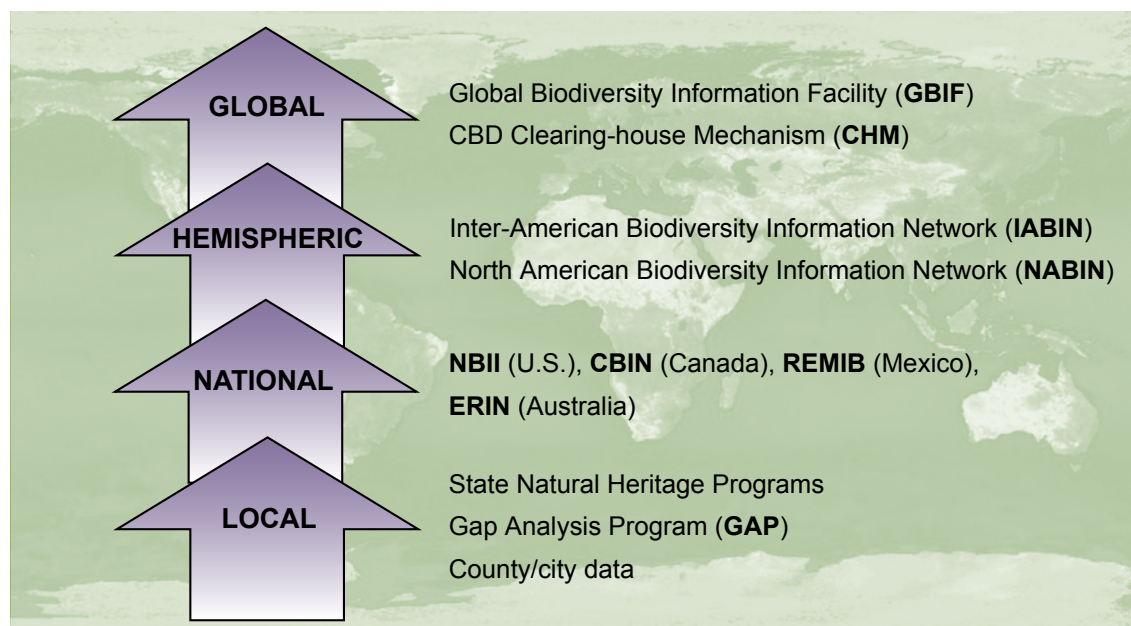 GLOBAL
Global Biodiversity Information Facility (GBIF)
CBD Clearing-house Mechanism (CHM)
HEMISPHERIC
Inter-American Biodiversity Information Network (IABIN)
North American Biodiversity Information Network (NABIN)
NATIONAL
NBII (U.S.), CBIN (Canada), REMIB (Mexico),
ERIN (Australia)
LOCAL
State Natural Heritage Programs
Gap Analysis Program (GAP)
County/city data